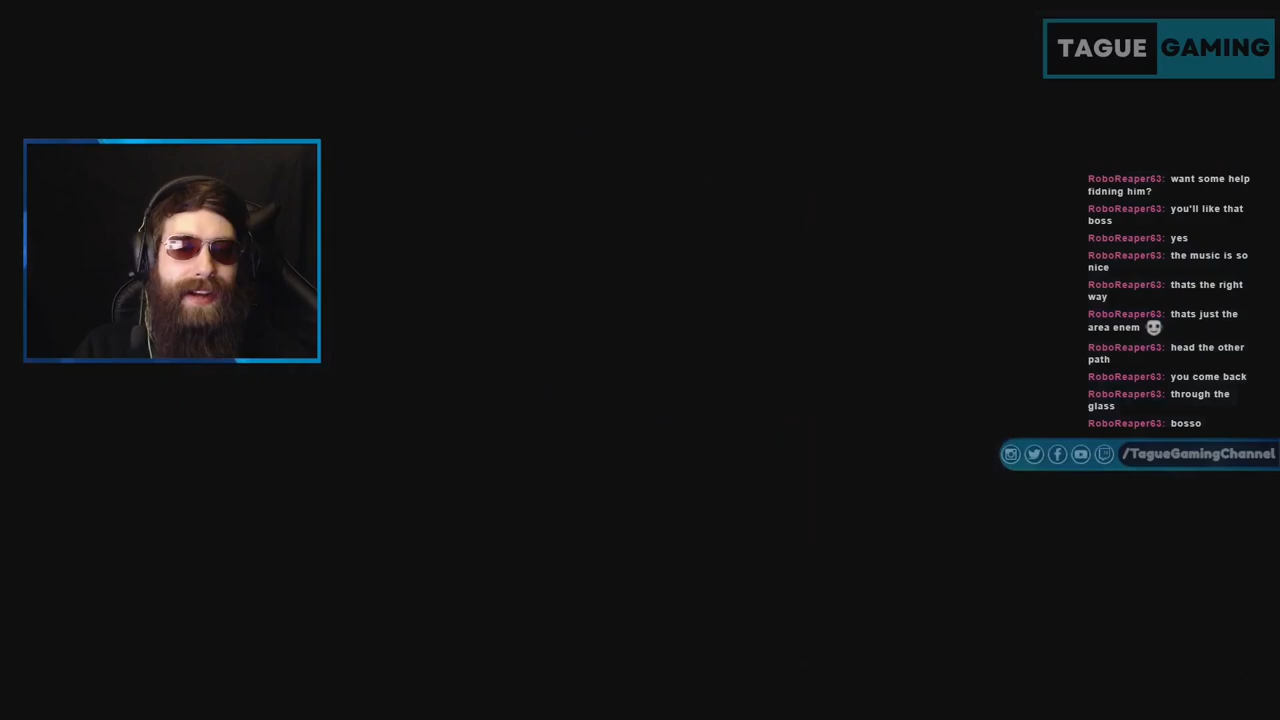 TAGUE GAMING
RoboReaper63: want some help
fidning him?
RoboReaper63: you'll like that
boss
RoboReaper63: yes
RoboReaper63: the music is so
nice
RoboReaper63: thats the right
way
RoboReaper63: thats just the
area enem
RoboReaper63: head the other
path
RoboReaper63: you come back
RoboReaper63: through the
glass
RoboReaper63: bosso
/TagueGamingChannel